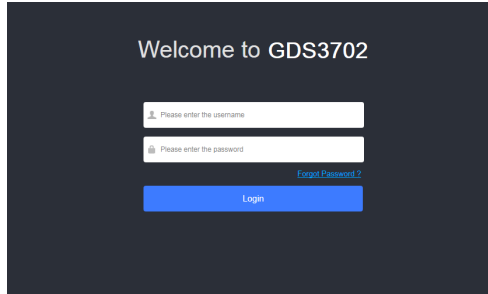 Welcome to GDS3702
Please enter the username
Please enter the password
Forgot Password ?
Login